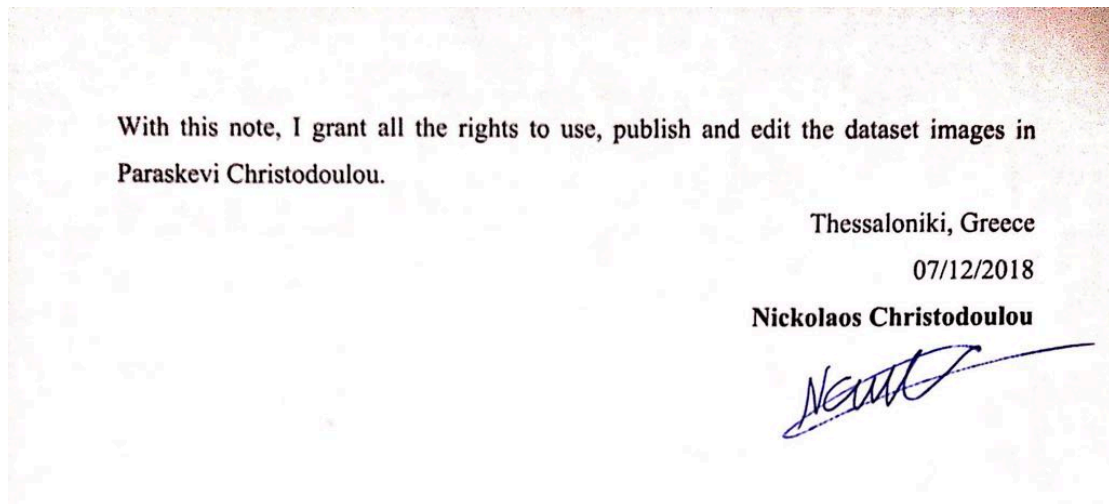 With this note, I grant all the rights to use, publish and edit the dataset images in
Paraskevi Christodoulou.
Thessaloniki, Greece
07/12/2018
Nickolaos Christodoulou